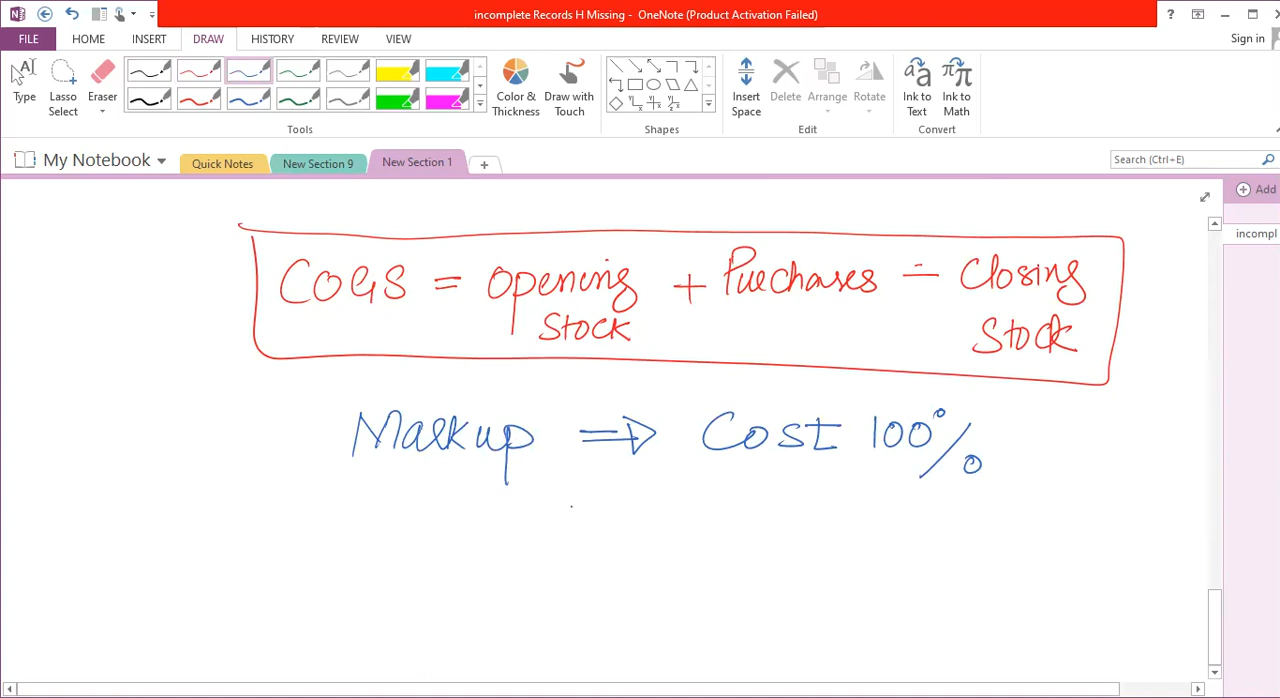 incomplete Records H Missing - OneNote (Product Activation Failed)
FILE HOME INSERT DRAW HISTORY REVIEW VIEW Sign in
Type Lasso Select Eraser Color & Thickness Draw with Touch Insert Space Delete Arrange Rotate Ink to Text Ink to Math
Tools Shapes Edit Convert
My Notebook Quick Notes New Section 9 New Section 1 Search (Ctrl+E)
Add
incompl
COGS = Opening + Purchases - Closing
Stock Stock
Markup ⇒ Cost 100%